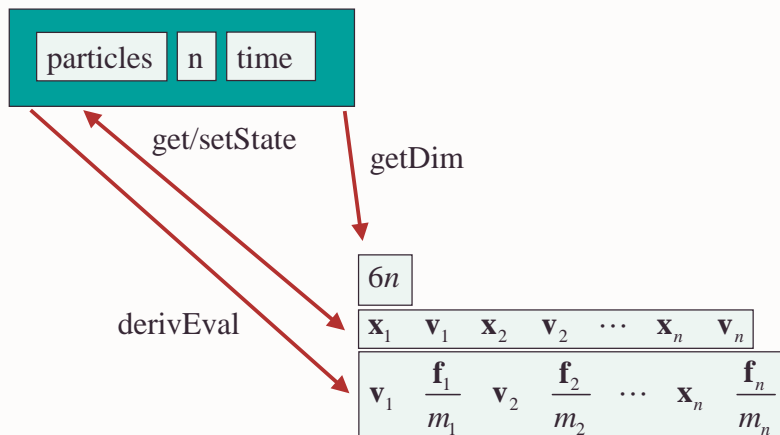 particles n time
get/setState
getDim
6n
derivEval
x₁ v₁ x₂ v₂ ⋯ xₙ vₙ
v₁ f₁/m₁ v₂ f₂/m₂ ⋯ xₙ fₙ/mₙ